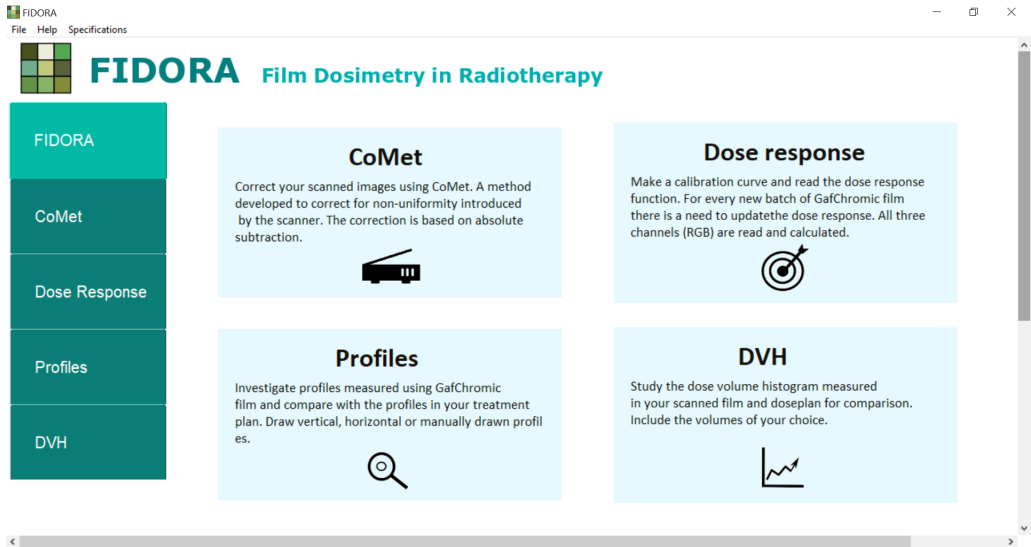 FIDORA
File Help Specifications
FIDORA Film Dosimetry in Radiotherapy
FIDORA
CoMet
Dose Response
Profiles
DVH
CoMet
Correct your scanned images using CoMet. A method
developed to correct for non-uniformity introduced
by the scanner. The correction is based on absolute
subtraction.
Dose response
Make a calibration curve and read the dose response
function. For every new batch of GafChromic film
there is a need to updatethe dose response. All three
channels (RGB) are read and calculated.
Profiles
Investigate profiles measured using GafChromic
film and compare with the profiles in your treatment
plan. Draw vertical, horizontal or manually drawn profil
es.
DVH
Study the dose volume histogram measured
in your scanned film and doseplan for comparison.
Include the volumes of your choice.